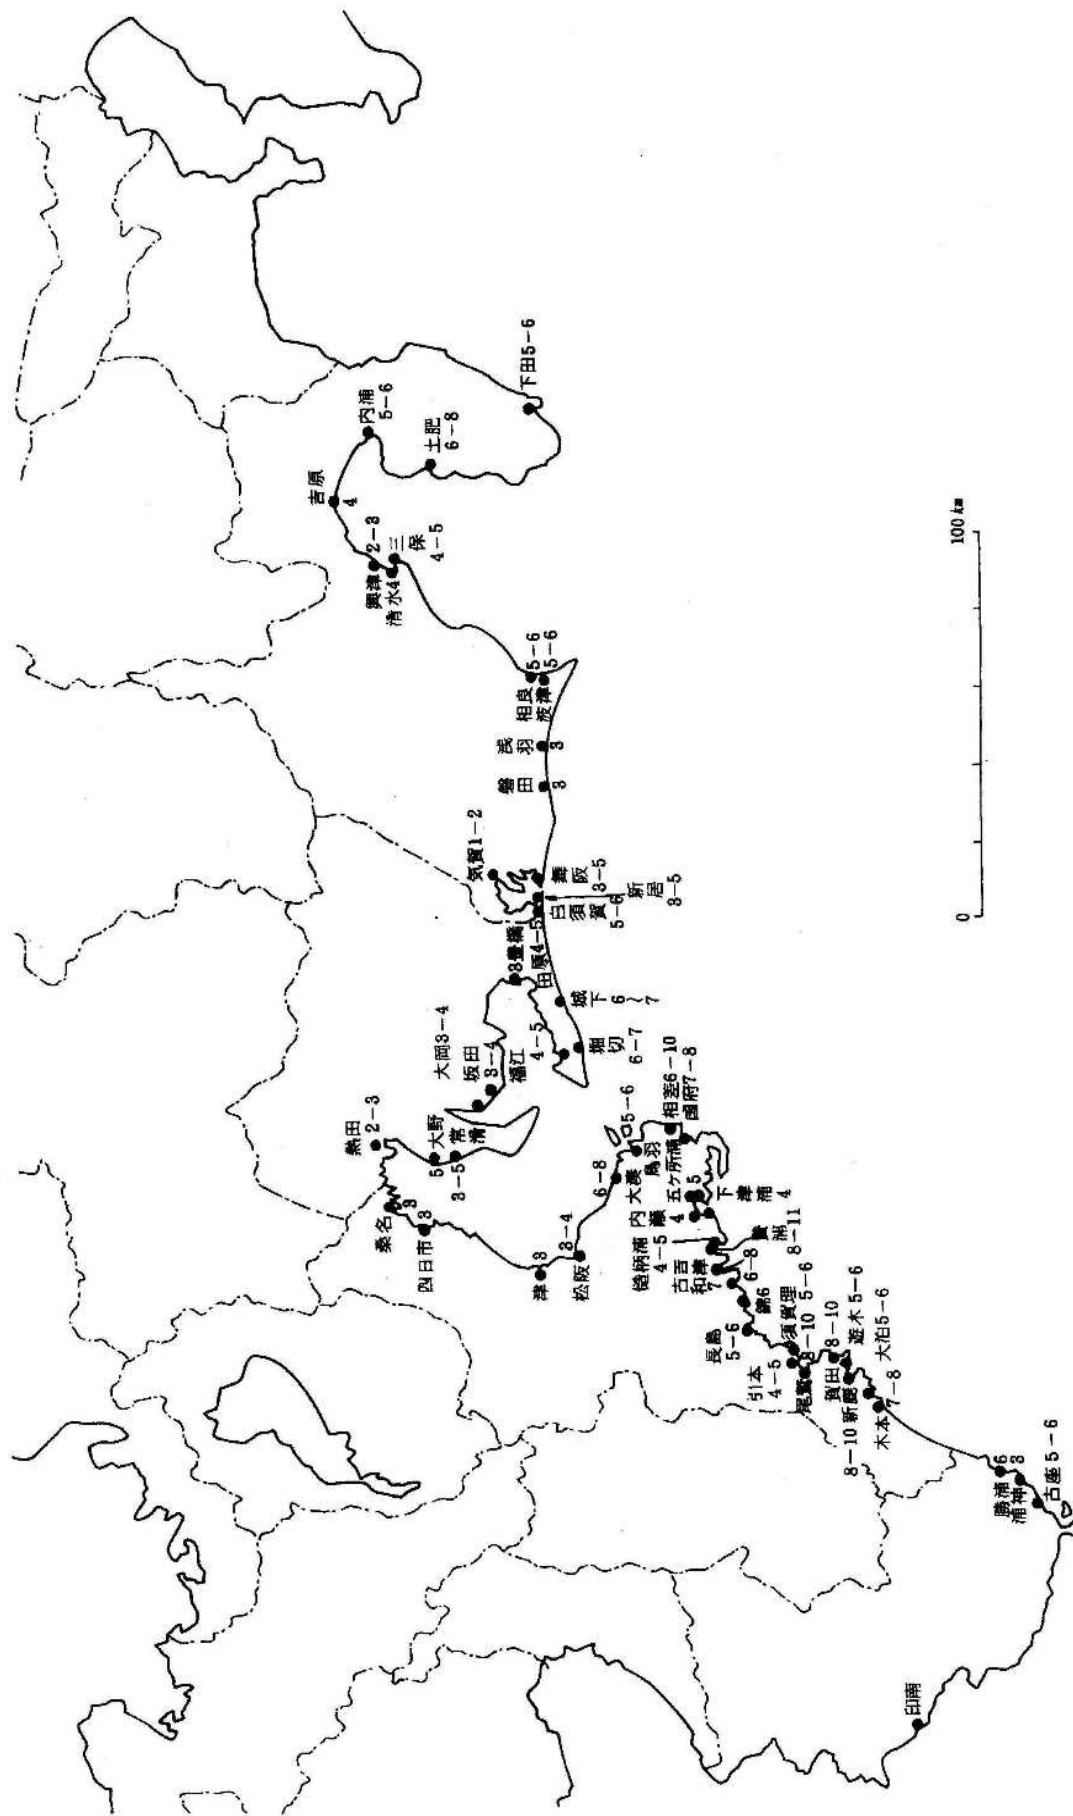 下田5-6
内浦
5-6
土肥
6-8
吉原
4
興津2-3
清水4
三保
4-5
相良5-6
波津5-6
浅羽
3
磐田
3
気賀1-2
舞阪
3-5
新居
3-5
白須賀
5-6
豊橋3
田原4-5
城下
6~7
堀切
6-7
福江
4-5
大岡3-4
坂田
3-4
熱田
2-3
大野5
常滑
3-5
桑名
3
四日市
3
津3
松阪3-4
大湊6-8
鳥羽5-6
相差6-10
国府7-8
五ケ所浦5
下津浦4
内瀬
4
慥柄浦
4-5
贄浦
8-11
古和
7
6-8
錦6
長島
5-6
須賀理
5-6
引本
4-5
尾鷲8-10
賀田8-10
遊木5-6
新鹿8-10
大泊5-6
木本7-8
勝浦6
浦神3
古座5-6
印南
0
100km